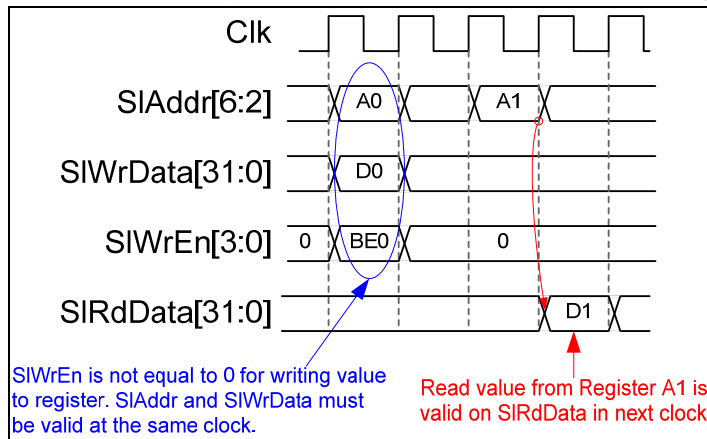 Clk
SlAddr[6:2]
A0
A1
SlWrData[31:0]
D0
SlWrEn[3:0]
0
BE0
0
SlRdData[31:0]
D1
SlWrEn is not equal to 0 for writing value
to register. SlAddr and SlWrData must
be valid at the same clock.
Read value from Register A1 is
valid on SlRdData in next clock